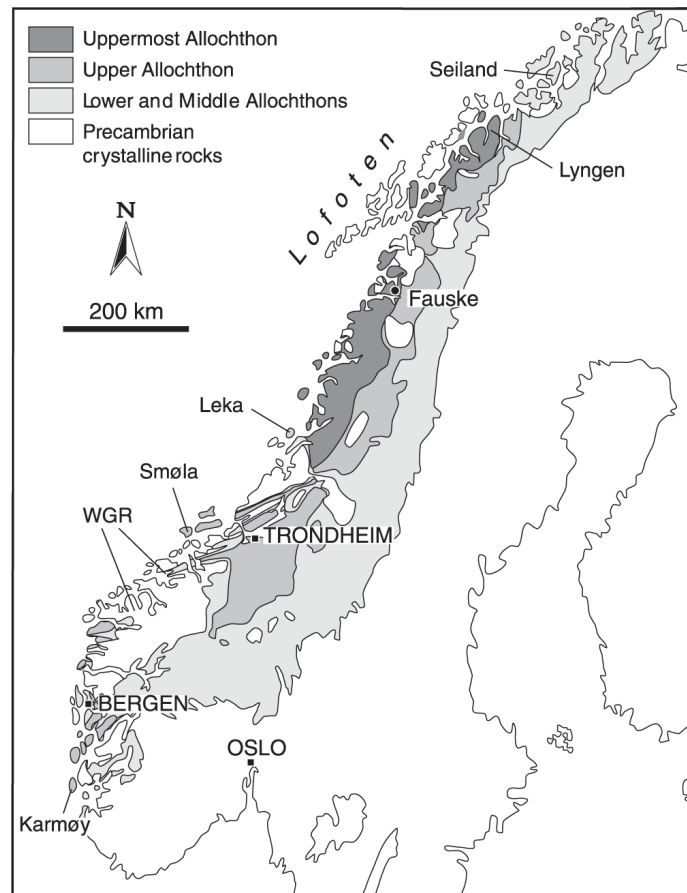 Uppermost Allochthon
Upper Allochthon
Lower and Middle Allochthons
Precambrian
crystalline rocks
N
200 km
Seiland
Lyngen
Lofoten
Fauske
Leka
Smøla
WGR
TRONDHEIM
BERGEN
OSLO
Karmøy